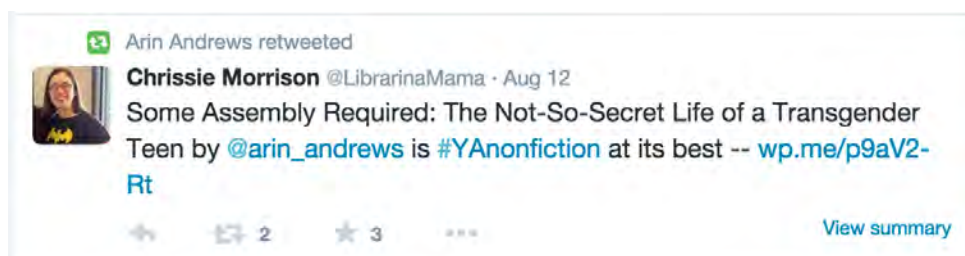 Arin Andrews retweeted
Chrissie Morrison @LibrarinaMama · Aug 12
Some Assembly Required: The Not-So-Secret Life of a Transgender
Teen by @arin_andrews is #YAnonfiction at its best -- wp.me/p9aV2-
Rt
2 3 View summary